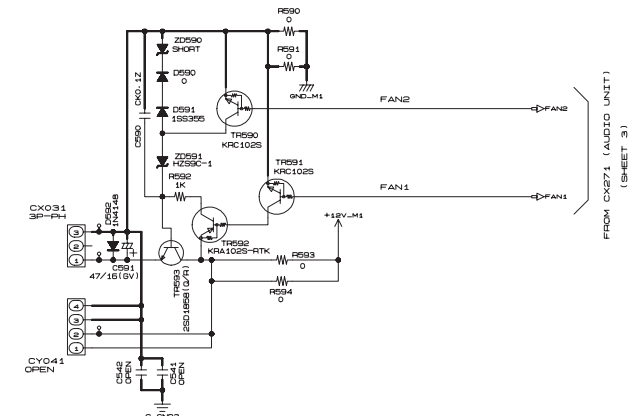 R590
0
ZD590
SHORT
R591
0
D590
0
CK0.1Z
C590
GND_M1
FAN2
FAN2
D591
1SS355
TR590
KRC102S
ZD591
HZS9C-1
TR591
KRC102S
R592
1K
FAN1
FAN1
FROM CX271 (AUDIO UNIT)
(SHEET 3)
CX031
3P-PH
D592
1N4148
+12V_M1
3
2
1
TR592
KRA102S-RTK
C591
47/16(GV)
TR593
2SD1858(Q/R)
R593
0
R594
0
4
3
2
1
CY041
OPEN
C542
OPEN
C541
OPEN